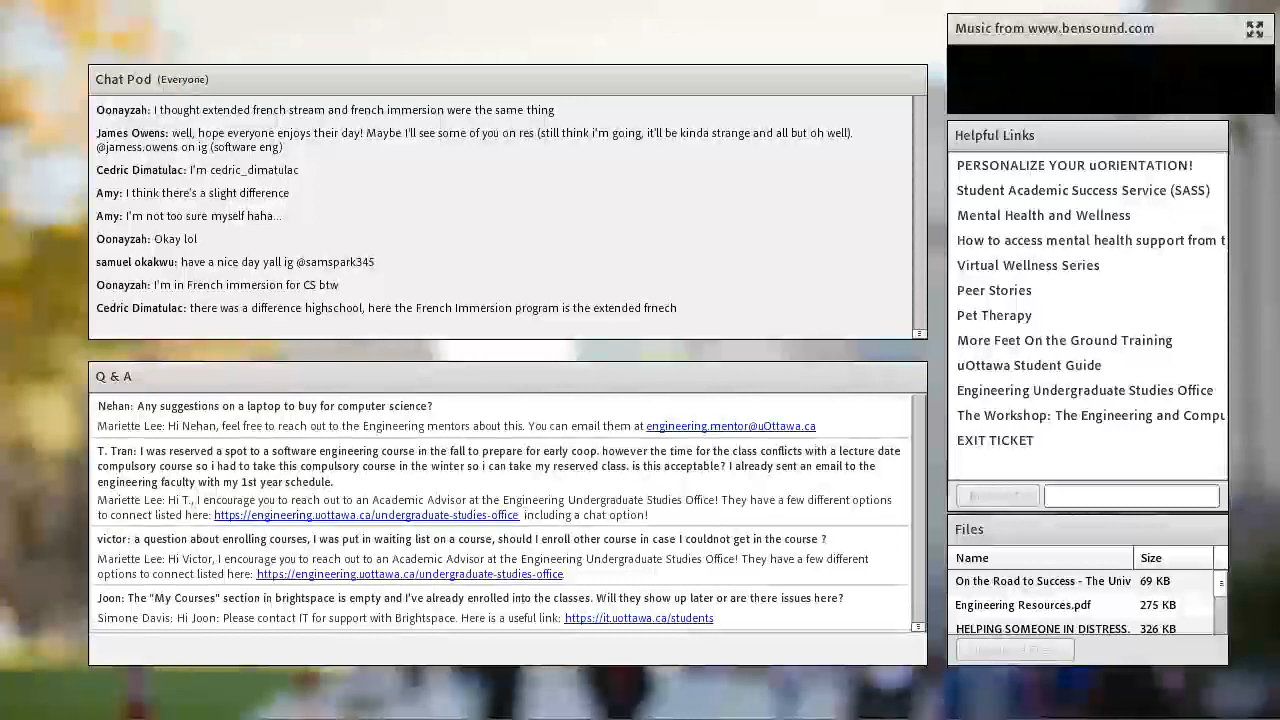 Music from www.bensound.com
Chat Pod (Everyone)
Oonayzah: I thought extended french stream and french immersion were the same thing
James Owens: well, hope everyone enjoys their day! Maybe I'll see some of you on res (still think i'm going, it'll be kinda strange and all but oh well).
@jamess.owens on ig (software eng)
Cedric Dimatulac: I'm cedric_dimatulac
Amy: I think there's a slight difference
Amy: I'm not too sure myself haha...
Oonayzah: Okay lol
samuel okakwu: have a nice day yall ig @samspark345
Oonayzah: I'm in French immersion for CS btw
Cedric Dimatulac: there was a difference highschool, here the French Immersion program is the extended frnech
Q & A
Nehan: Any suggestions on a laptop to buy for computer science?
Mariette Lee: Hi Nehan, feel free to reach out to the Engineering mentors about this. You can email them at engineering.mentor@uOttawa.ca
T. Tran: I was reserved a spot to a software engineering course in the fall to prepare for early coop. however the time for the class conflicts with a lecture date
compulsory course so i had to take this compulsory course in the winter so i can take my reserved class. is this acceptable? I already sent an email to the
engineering faculty with my 1st year schedule.
Mariette Lee: Hi T., I encourage you to reach out to an Academic Advisor at the Engineering Undergraduate Studies Office! They have a few different options
to connect listed here: https://engineering.uottawa.ca/undergraduate-studies-office including a chat option!
victor: a question about enrolling courses, I was put in waiting list on a course, should I enroll other course in case I couldnot get in the course ?
Mariette Lee: Hi Victor, I encourage you to reach out to an Academic Advisor at the Engineering Undergraduate Studies Office! They have a few different
options to connect listed here: https://engineering.uottawa.ca/undergraduate-studies-office
Joon: The "My Courses" section in brightspace is empty and I've already enrolled into the classes. Will they show up later or are there issues here?
Simone Davis: Hi Joon: Please contact IT for support with Brightspace. Here is a useful link: https://it.uottawa.ca/students
Helpful Links
PERSONALIZE YOUR uORIENTATION!
Student Academic Success Service (SASS)
Mental Health and Wellness
How to access mental health support from t
Virtual Wellness Series
Peer Stories
Pet Therapy
More Feet On the Ground Training
uOttawa Student Guide
Engineering Undergraduate Studies Office
The Workshop: The Engineering and Compu
EXIT TICKET
Files
Name Size
On the Road to Success - The Univ 69 KB
Engineering Resources.pdf 275 KB
HELPING SOMEONE IN DISTRESS. 326 KB